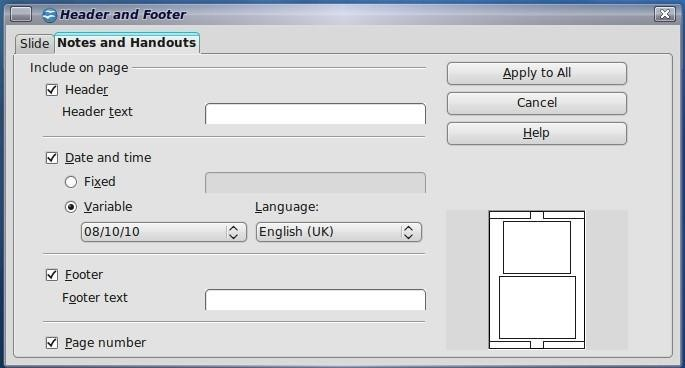 Header and Footer
Slide Notes and Handouts
Include on page
Header
Header text
Date and time
Fixed
Variable Language:
08/10/10 English (UK)
Footer
Footer text
Page number
Apply to All
Cancel
Help